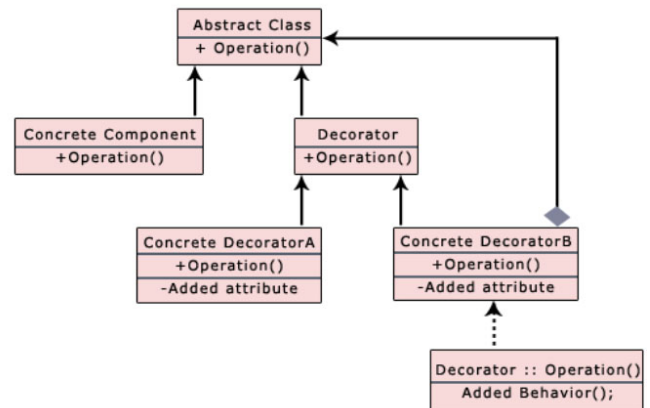 Abstract Class
+ Operation()
Concrete Component
+Operation()
Decorator
+Operation()
Concrete DecoratorA
+Operation()
-Added attribute
Concrete DecoratorB
+Operation()
-Added attribute
Decorator :: Operation()
Added Behavior();